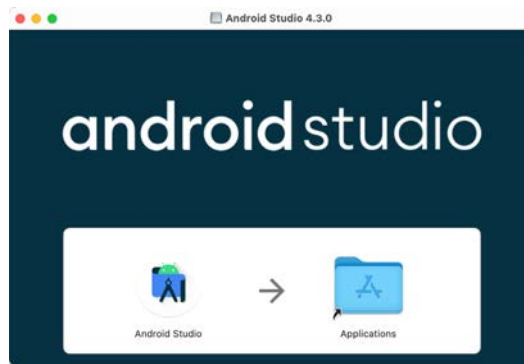 Android Studio 4.3.0
android studio
Android Studio
Applications